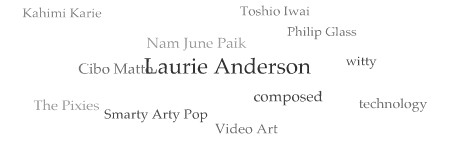 Kahimi Karie
Toshio Iwai
Philip Glass
Nam June Paik
Cibo Matto
Laurie Anderson
witty
composed
The Pixies
technology
Smarty Arty Pop
Video Art